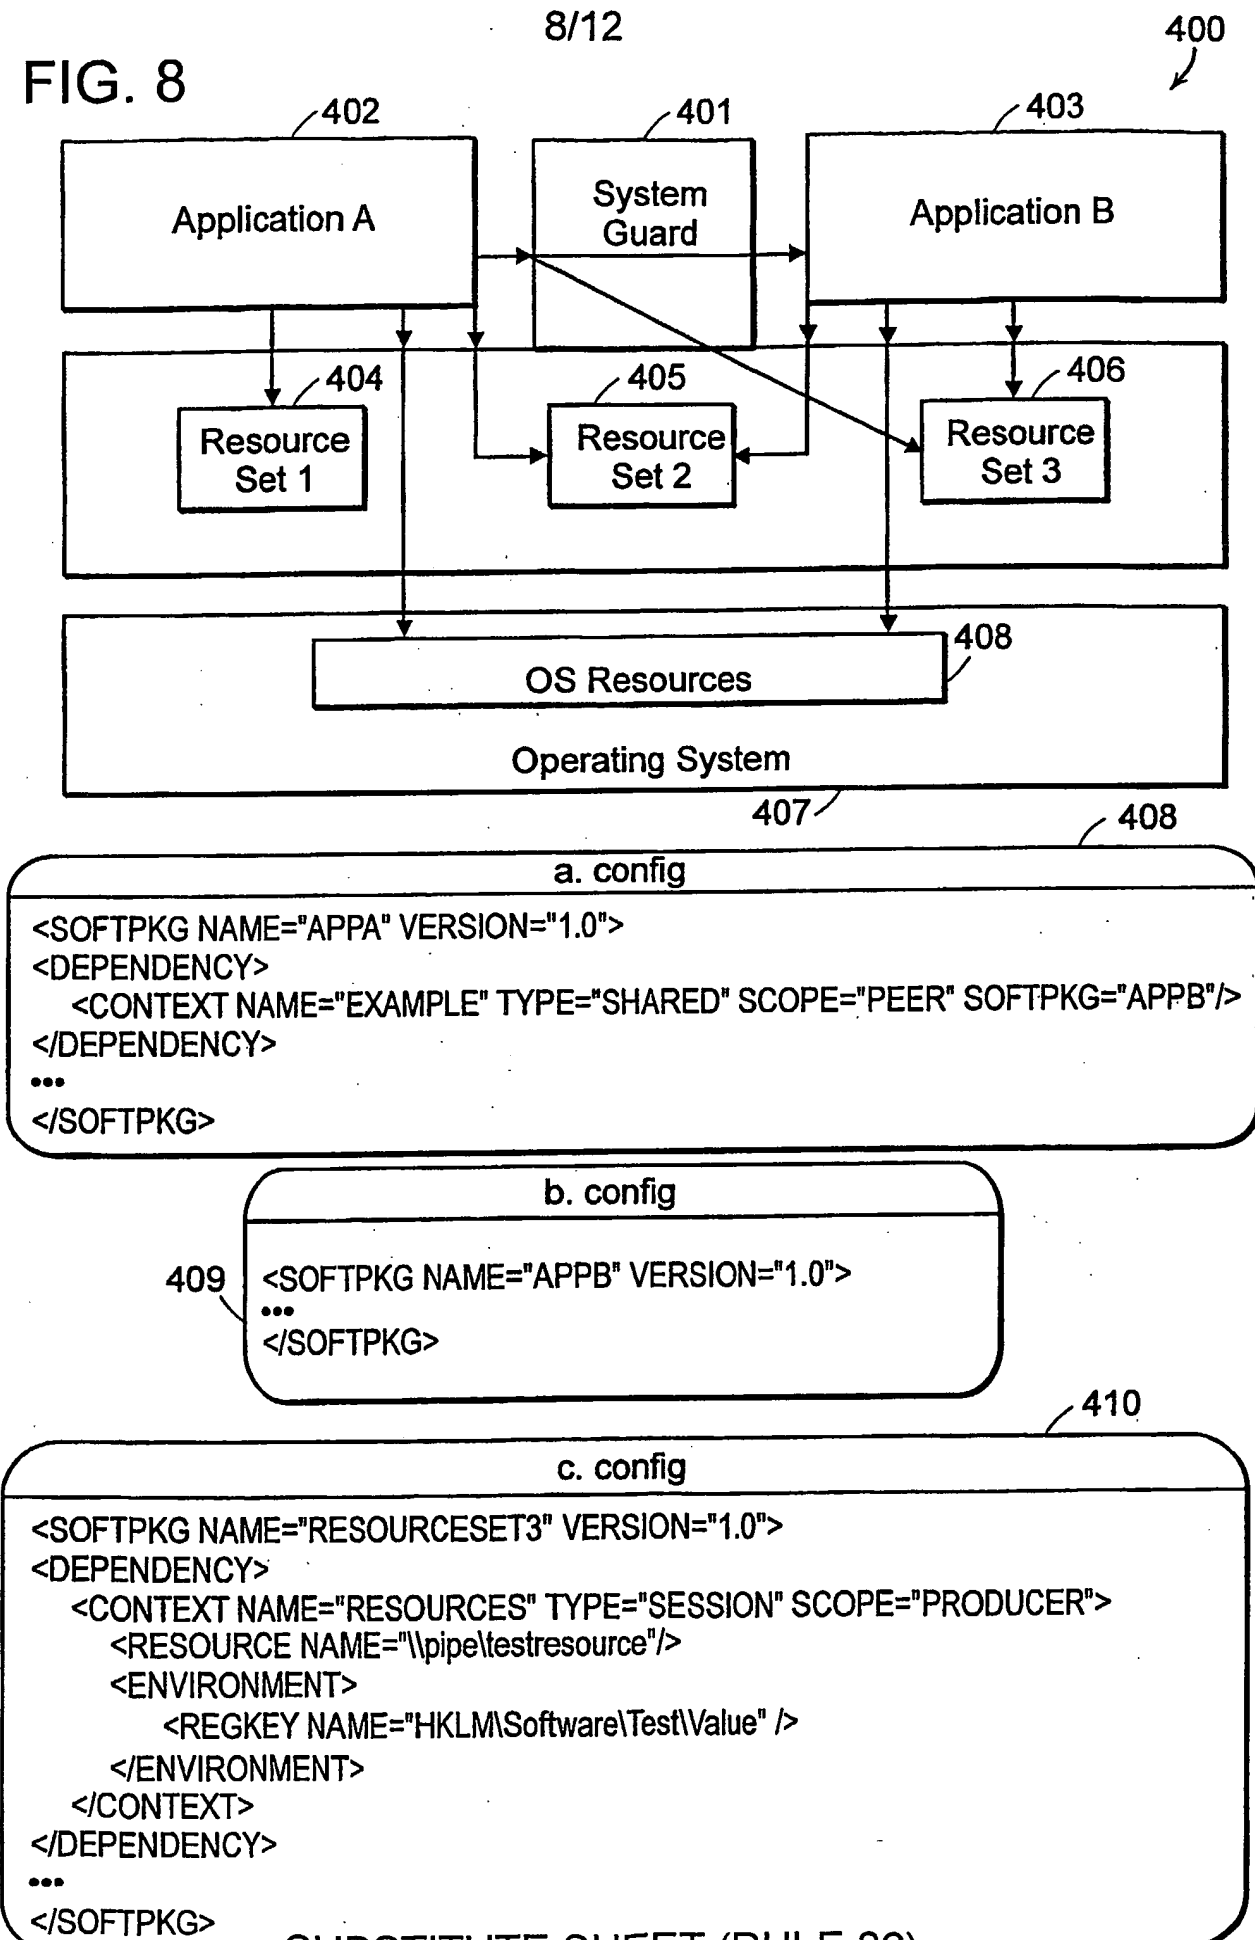 8/12
400
FIG. 8
402
401
403
Application A
System
Guard
Application B
404
405
406
Resource
Set 1
Resource
Set 2
Resource
Set 3
408
OS Resources
Operating System
407
408
a. config
<SOFTPKG NAME="APPA" VERSION="1.0">
<DEPENDENCY>
<CONTEXT NAME="EXAMPLE" TYPE="SHARED" SCOPE="PEER" SOFTPKG="APPB"/>
</DEPENDENCY>
•••
</SOFTPKG>
b. config
409
<SOFTPKG NAME="APPB" VERSION="1.0">
•••
</SOFTPKG>
410
c. config
<SOFTPKG NAME="RESOURCESET3" VERSION="1.0">
<DEPENDENCY>
<CONTEXT NAME="RESOURCES" TYPE="SESSION" SCOPE="PRODUCER">
<RESOURCE NAME="\\pipe\testresource"/>
<ENVIRONMENT>
<REGKEY NAME="HKLM\Software\Test\Value" />
</ENVIRONMENT>
</CONTEXT>
</DEPENDENCY>
•••
</SOFTPKG>
SUBSTITUTE SHEET (RULE